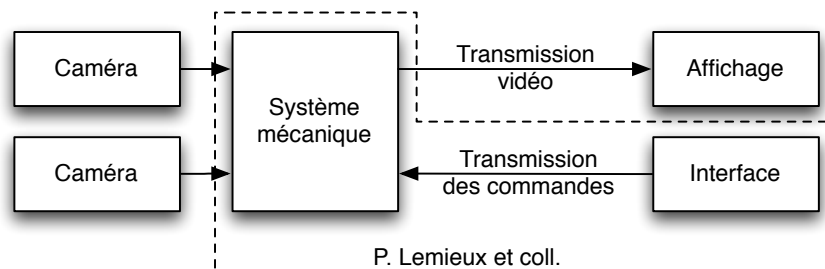 Caméra
Système
mécanique
Transmission
vidéo
Affichage
Caméra
Transmission
des commandes
Interface
P. Lemieux et coll.